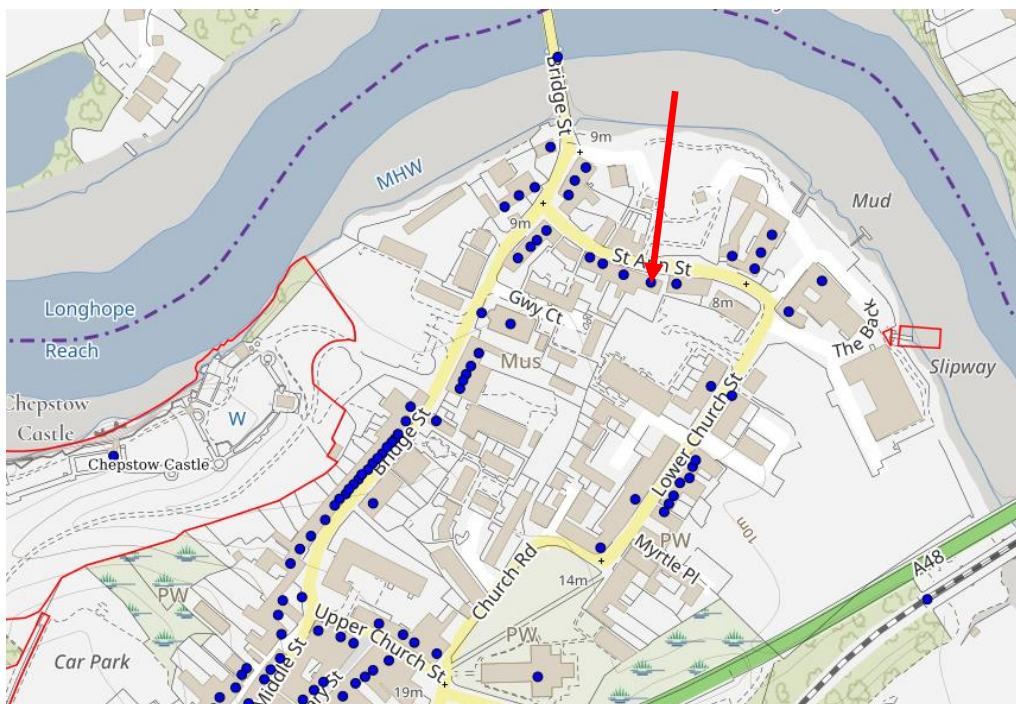 Bridge St
9m
MHW
Mud
9m
St Ann St
Longhope
Reach
Gwy Ct
8m
The Back
Mus
Slipway
Chepstow
Castle
W
Chepstow Castle
Bridge St
Lower Church St
10m
PW
Myrtle Pl
A48
Church Rd
14m
PW
Upper Church St
PW
Car Park
Middle St
19m